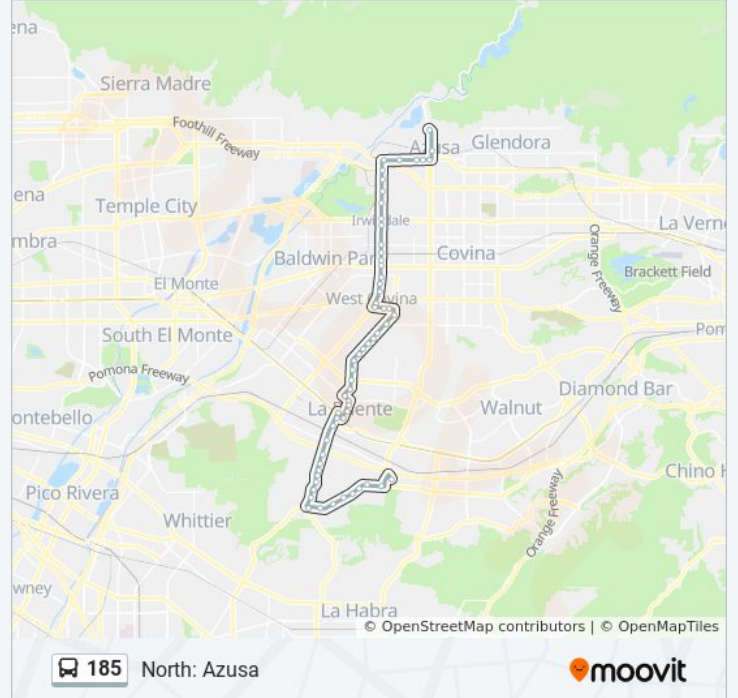 ena
Sierra Madre
Foothill Freeway
Azusa
Glendora
ena
Temple City
Irwindale
La Vern
mbra
Baldwin Par
Covina
Orange Freeway
Brackett Field
El Monte
West Covina
South El Monte
Pom
Pomona Freeway
Diamond Bar
ontebello
La Puente
Walnut
Chino H
Pico Rivera
Whittier
Orange Freeway
wney
La Habra
© OpenStreetMap contributors | © OpenMapTiles
185 North: Azusa
moovit